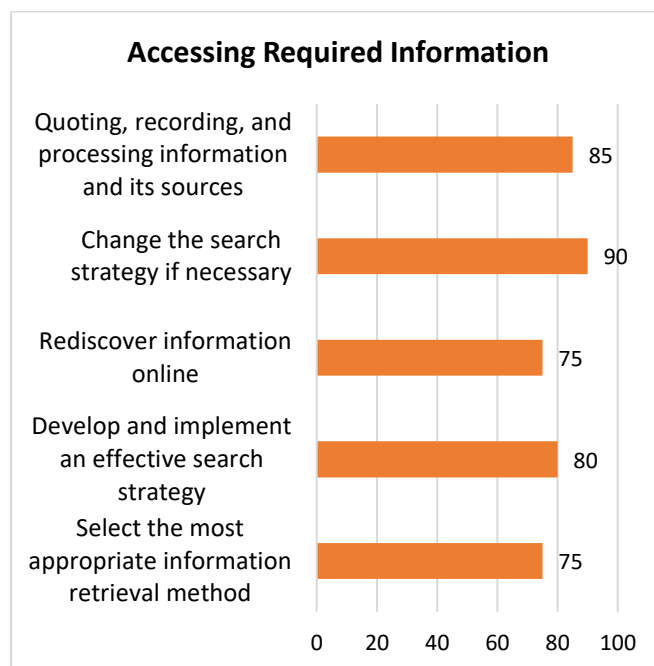 Accessing Required Information
Quoting, recording, and
processing information
and its sources
85
Change the search
strategy if necessary
90
Rediscover information
online
75
Develop and implement
an effective search
strategy
80
Select the most
appropriate information
retrieval method
75
0 20 40 60 80 100